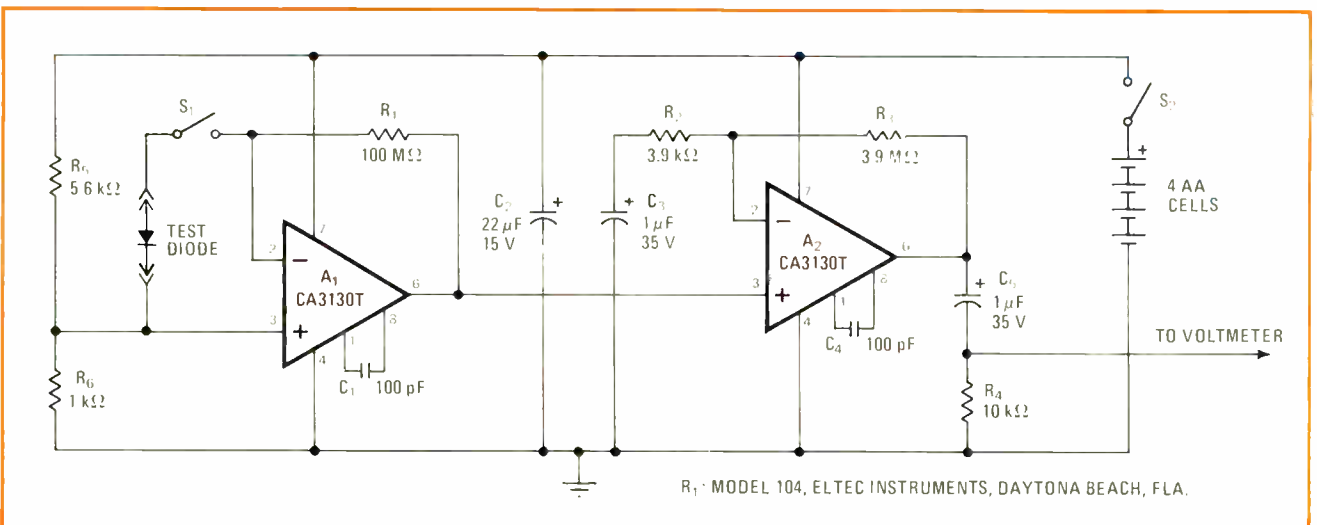 S₁
R₁
100 MΩ
R₅
5.6 kΩ
TEST
DIODE
2
3
7
6
8
1
4
A₁
CA3130T
C₁
100 pF
R₆
1 kΩ
C₂
22 µF
15 V
R₂
3.9 kΩ
C₃
1 µF
35 V
R₃
3.9 MΩ
2
3
7
6
8
1
4
A₂
CA3130T
C₄
100 pF
C₅
1 µF
35 V
R₄
10 kΩ
TO VOLTMETER
S₂
4 AA
CELLS
R₁: MODEL 104, ELTEC INSTRUMENTS, DAYTONA BEACH, FLA.